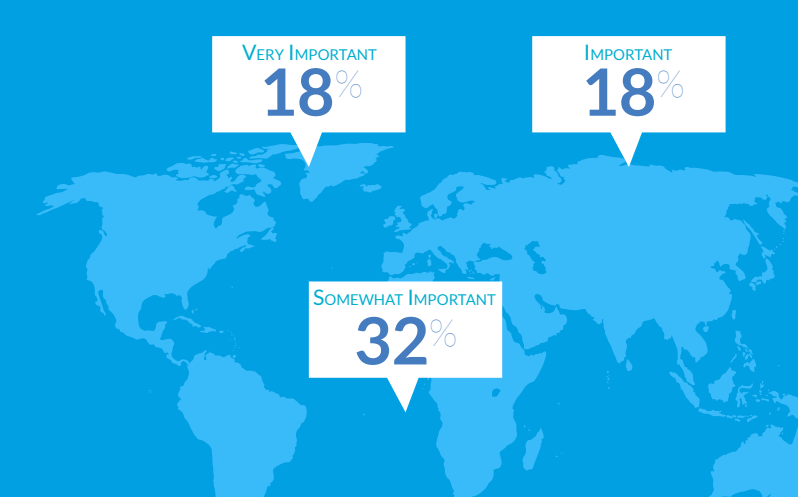 Very Important
18%
Important
18%
Somewhat Important
32%